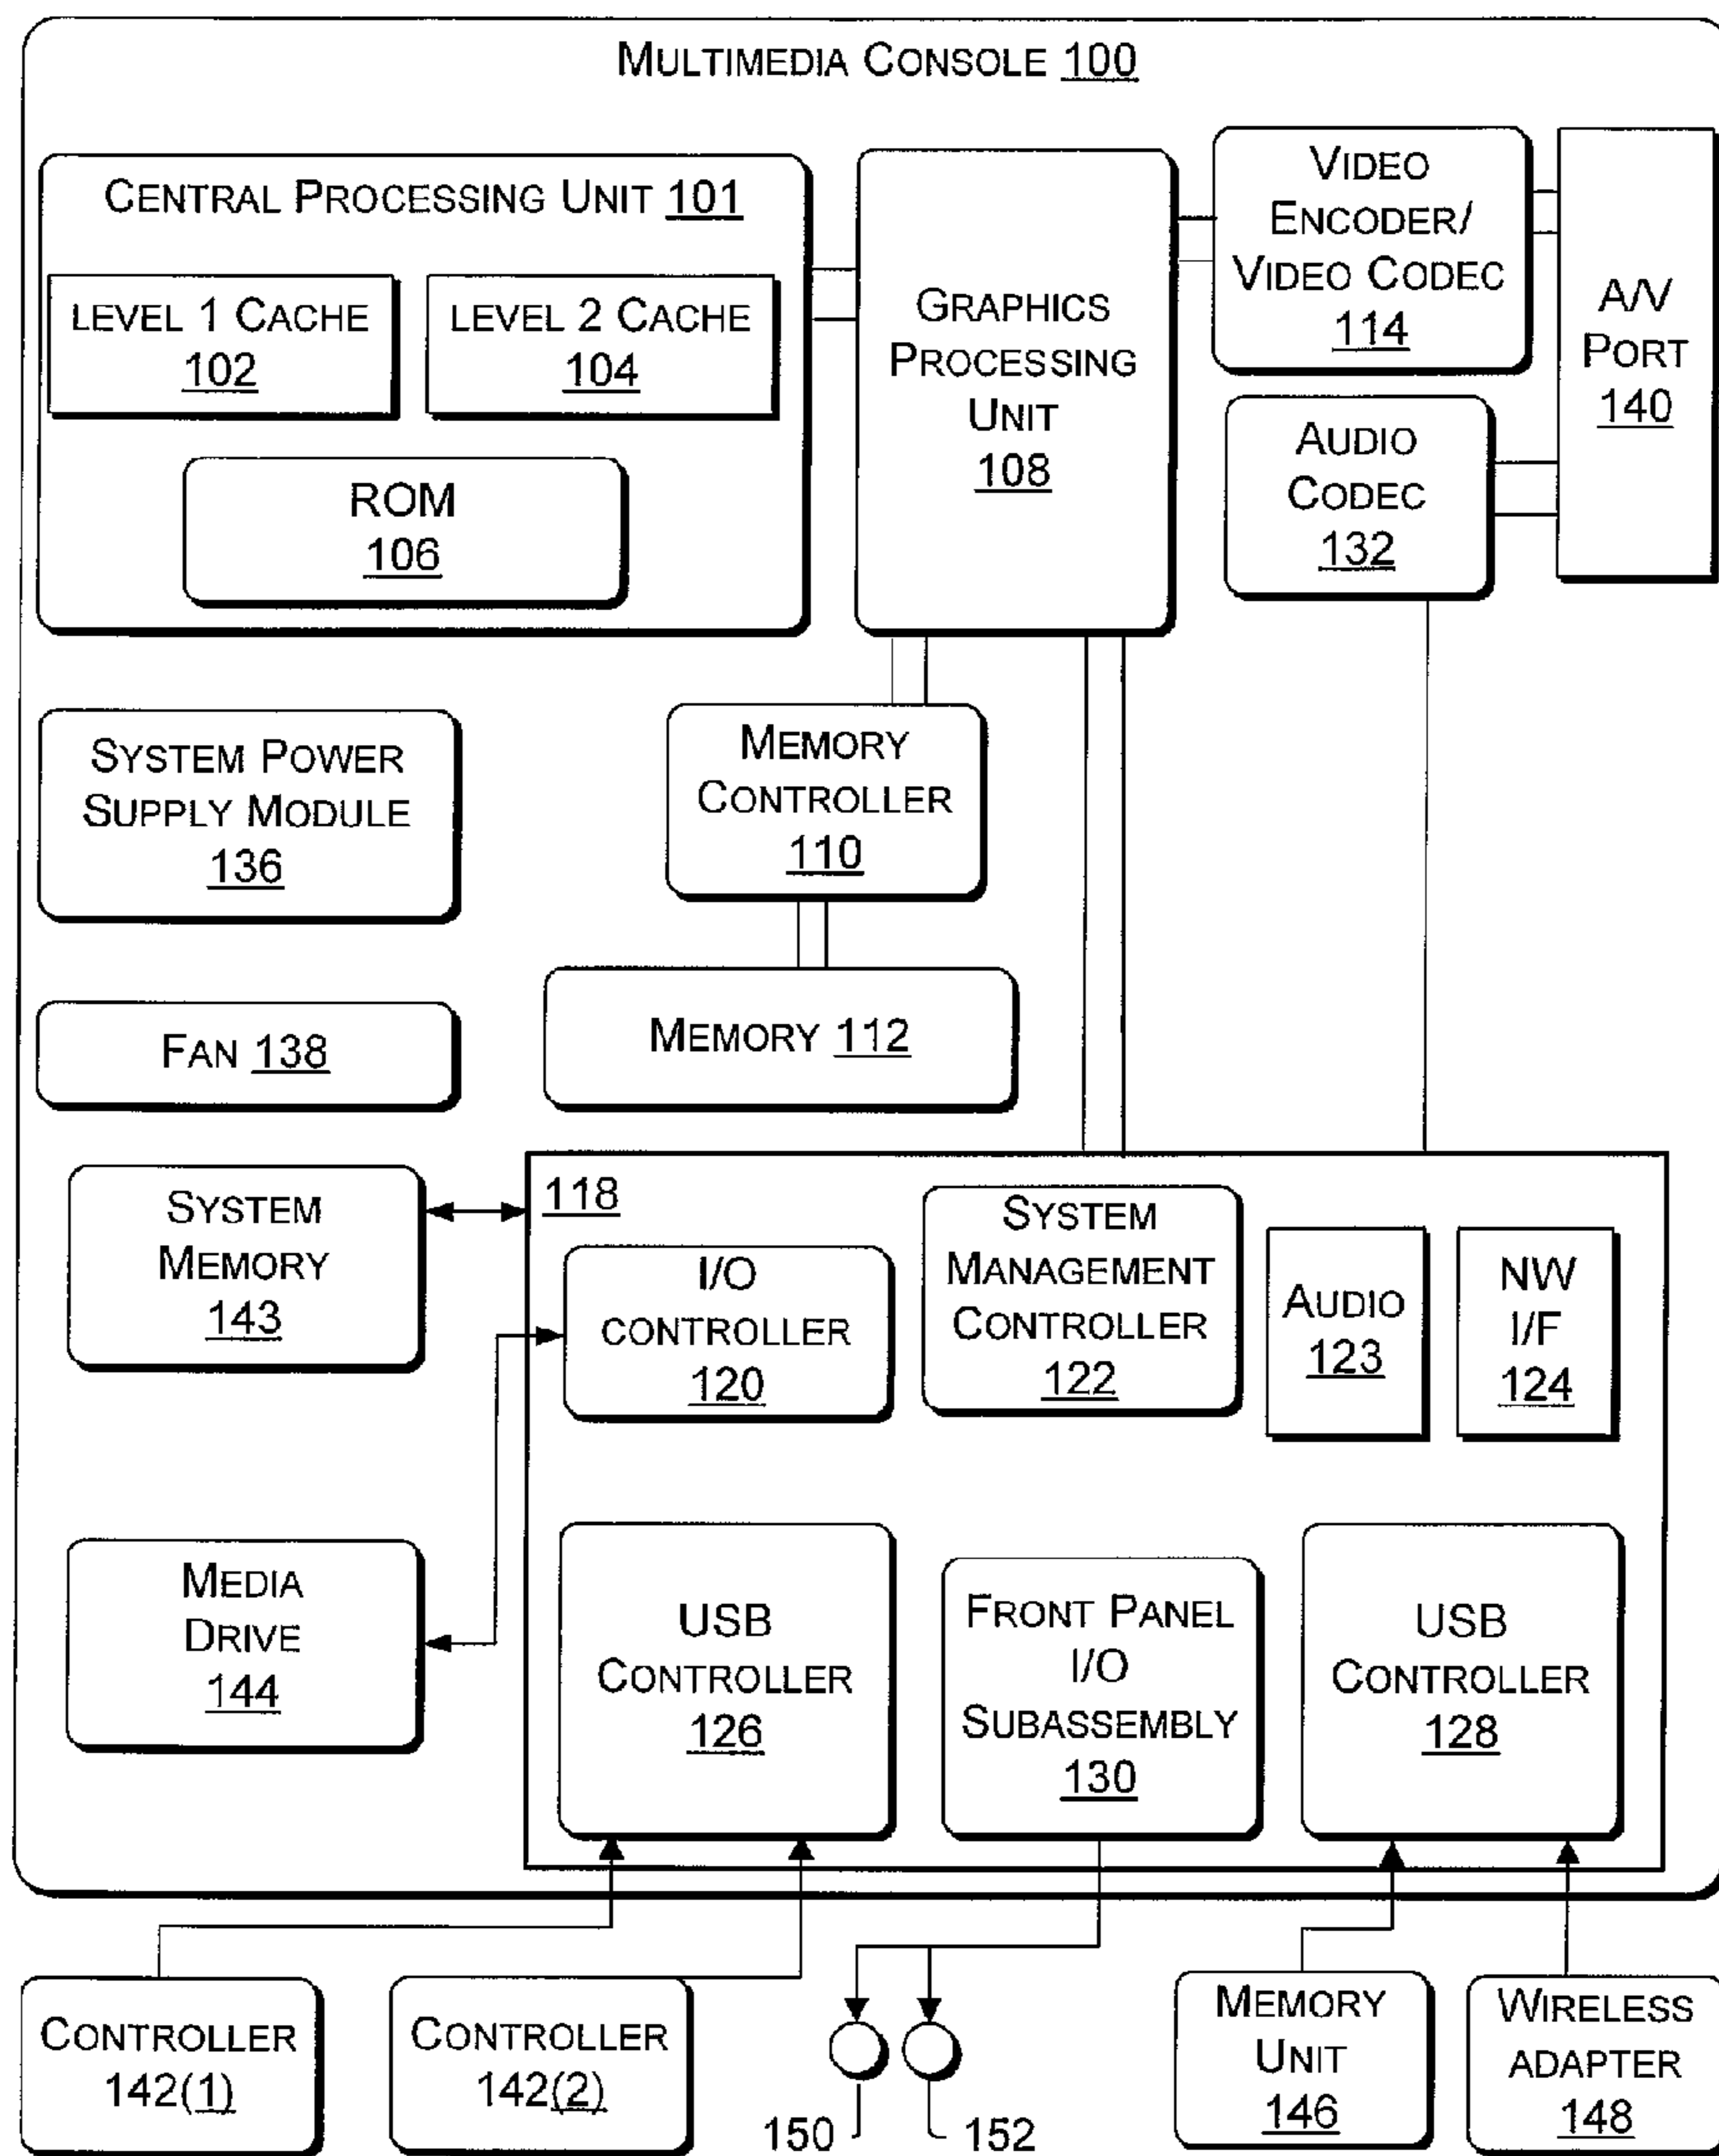 MULTIMEDIA CONSOLE 100
CENTRAL PROCESSING UNIT 101
LEVEL 1 CACHE
102
LEVEL 2 CACHE
104
ROM
106
GRAPHICS
PROCESSING
UNIT
108
VIDEO
ENCODER/
VIDEO CODEC
114
A/V
PORT
140
AUDIO
CODEC
132
SYSTEM POWER
SUPPLY MODULE
136
MEMORY
CONTROLLER
110
FAN 138
MEMORY 112
SYSTEM
MEMORY
143
118
I/O
CONTROLLER
120
SYSTEM
MANAGEMENT
CONTROLLER
122
AUDIO
123
NW
I/F
124
MEDIA
DRIVE
144
USB
CONTROLLER
126
FRONT PANEL
I/O
SUBASSEMBLY
130
USB
CONTROLLER
128
CONTROLLER
142(1)
CONTROLLER
142(2)
150
152
MEMORY
UNIT
146
WIRELESS
ADAPTER
148